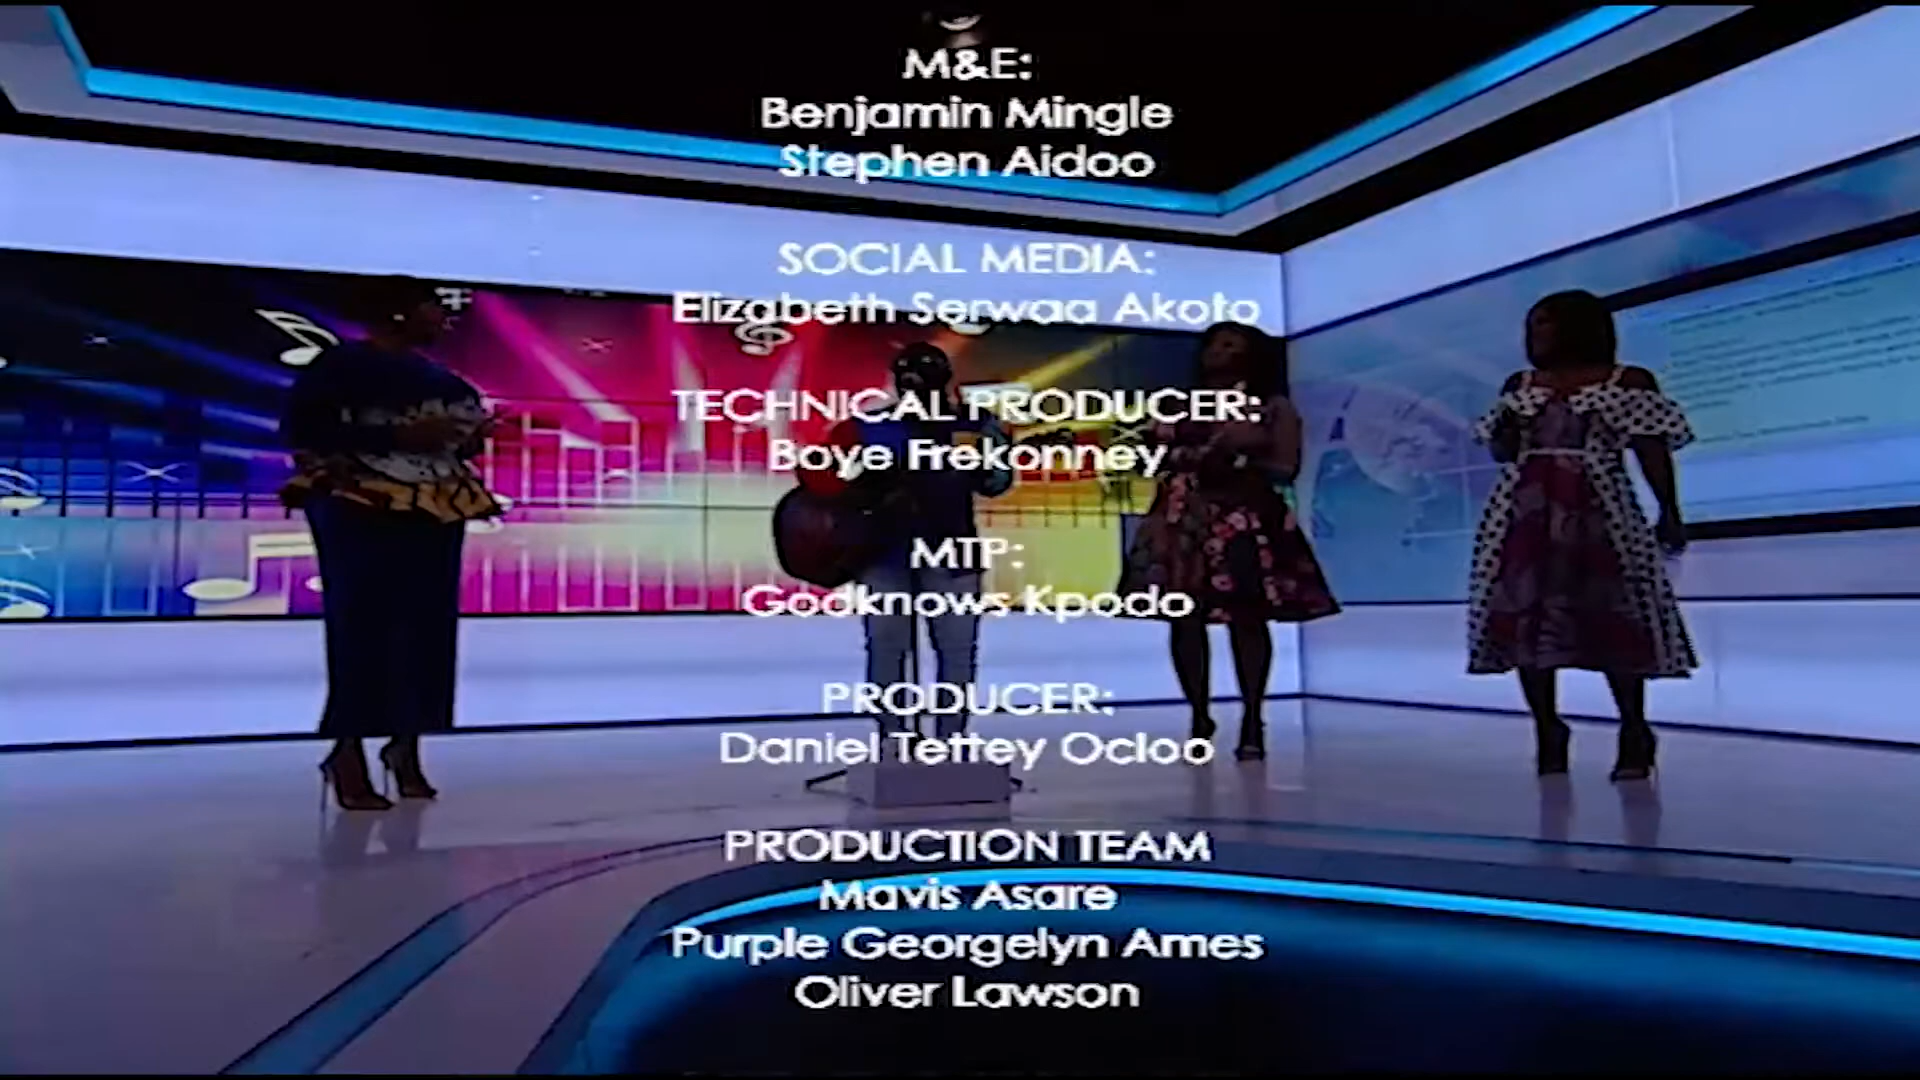 M&E:
Benjamin Mingle
Stephen Aidoo
SOCIAL MEDIA:
Elizabeth Serwaa Akoto
TECHNICAL PRODUCER:
Boye Frekonney
MTP:
Godknows Kpodo
PRODUCER:
Daniel Tettey Ocloo
PRODUCTION TEAM
Mavis Asare
Purple Georgelyn Ames
Oliver Lawson